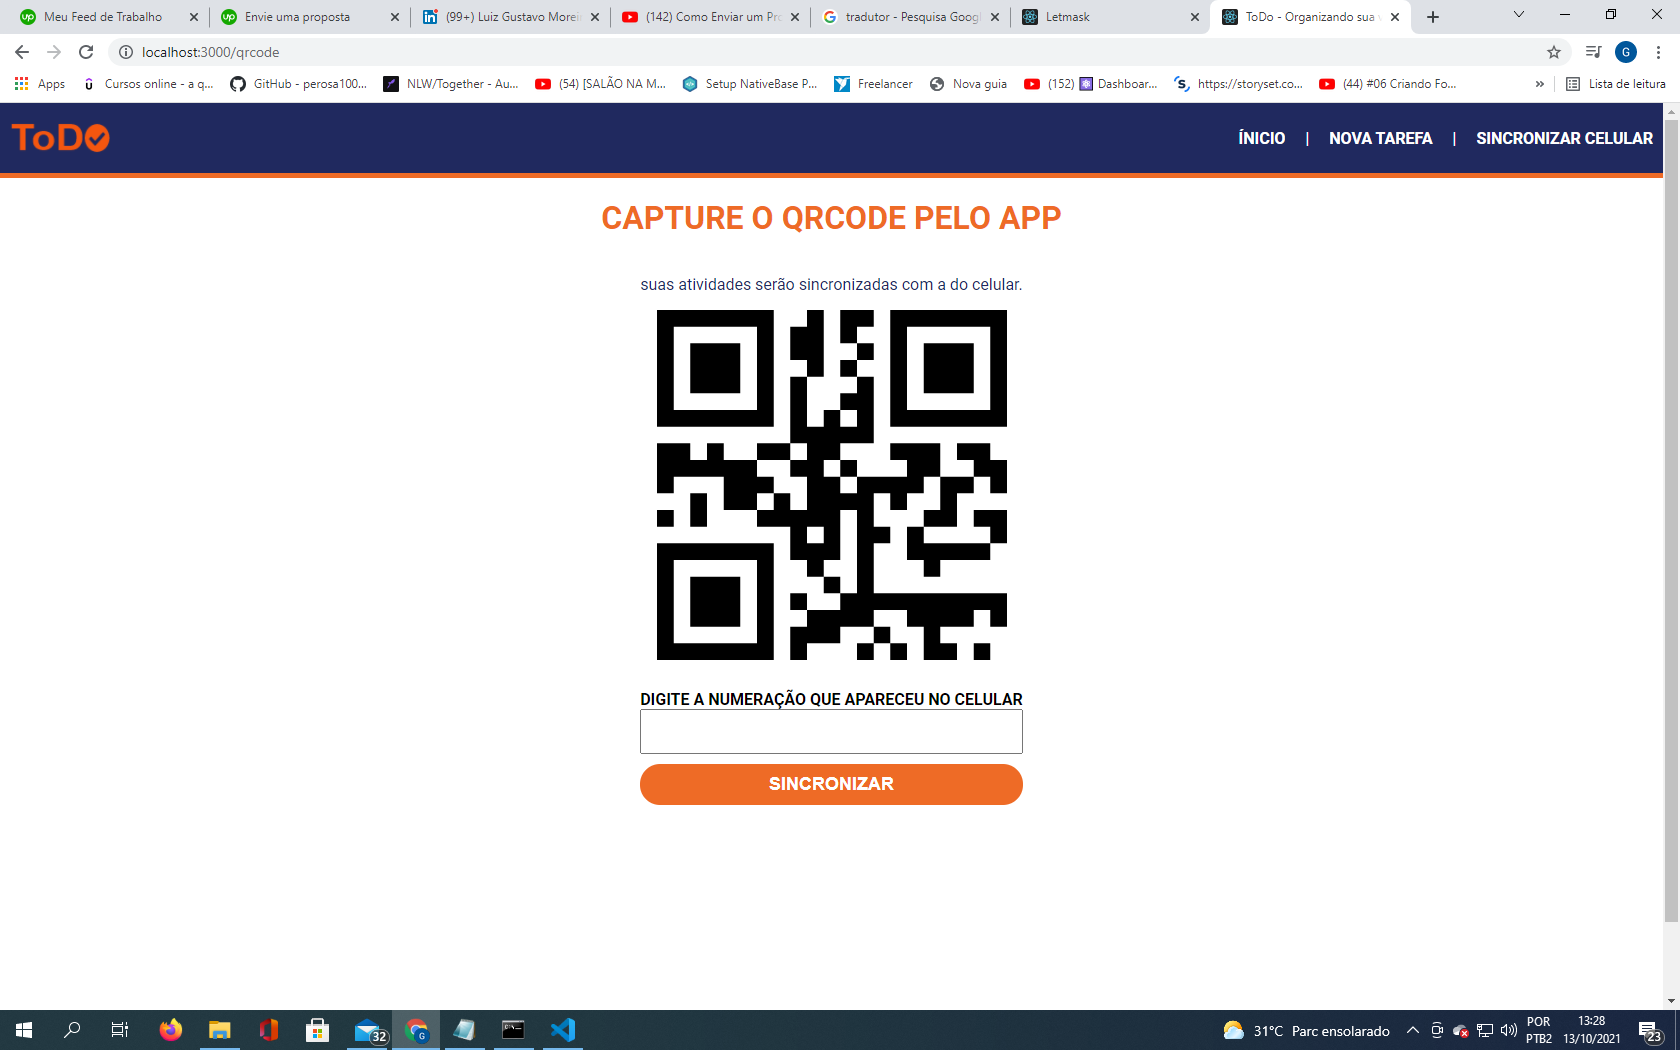 Meu Feed de Trabalho
Envie uma proposta
(99+) Luiz Gustavo Morei
(142) Como Enviar um Pr
tradutor - Pesquisa Goog
Letmask
ToDo - Organizando sua v
localhost:3000/qrcode
G
Apps
Cursos online - a q...
GitHub - perosa100...
NLW/Together - Au...
(54) [SALÃO NA M...
Setup NativeBase P...
Freelancer
Nova guia
(152) Dashboar...
https://storyset.co...
(44) #06 Criando Fo...
»
Lista de leitura
ToDo
ÍNICIO | NOVA TAREFA | SINCRONIZAR CELULAR
CAPTURE O QRCODE PELO APP
suas atividades serão sincronizadas com a do celular.
DIGITE A NUMERAÇÃO QUE APARECEU NO CELULAR
SINCRONIZAR
32
G
31°C Parc ensolarado
POR
PTB2
13:28
13/10/2021
23